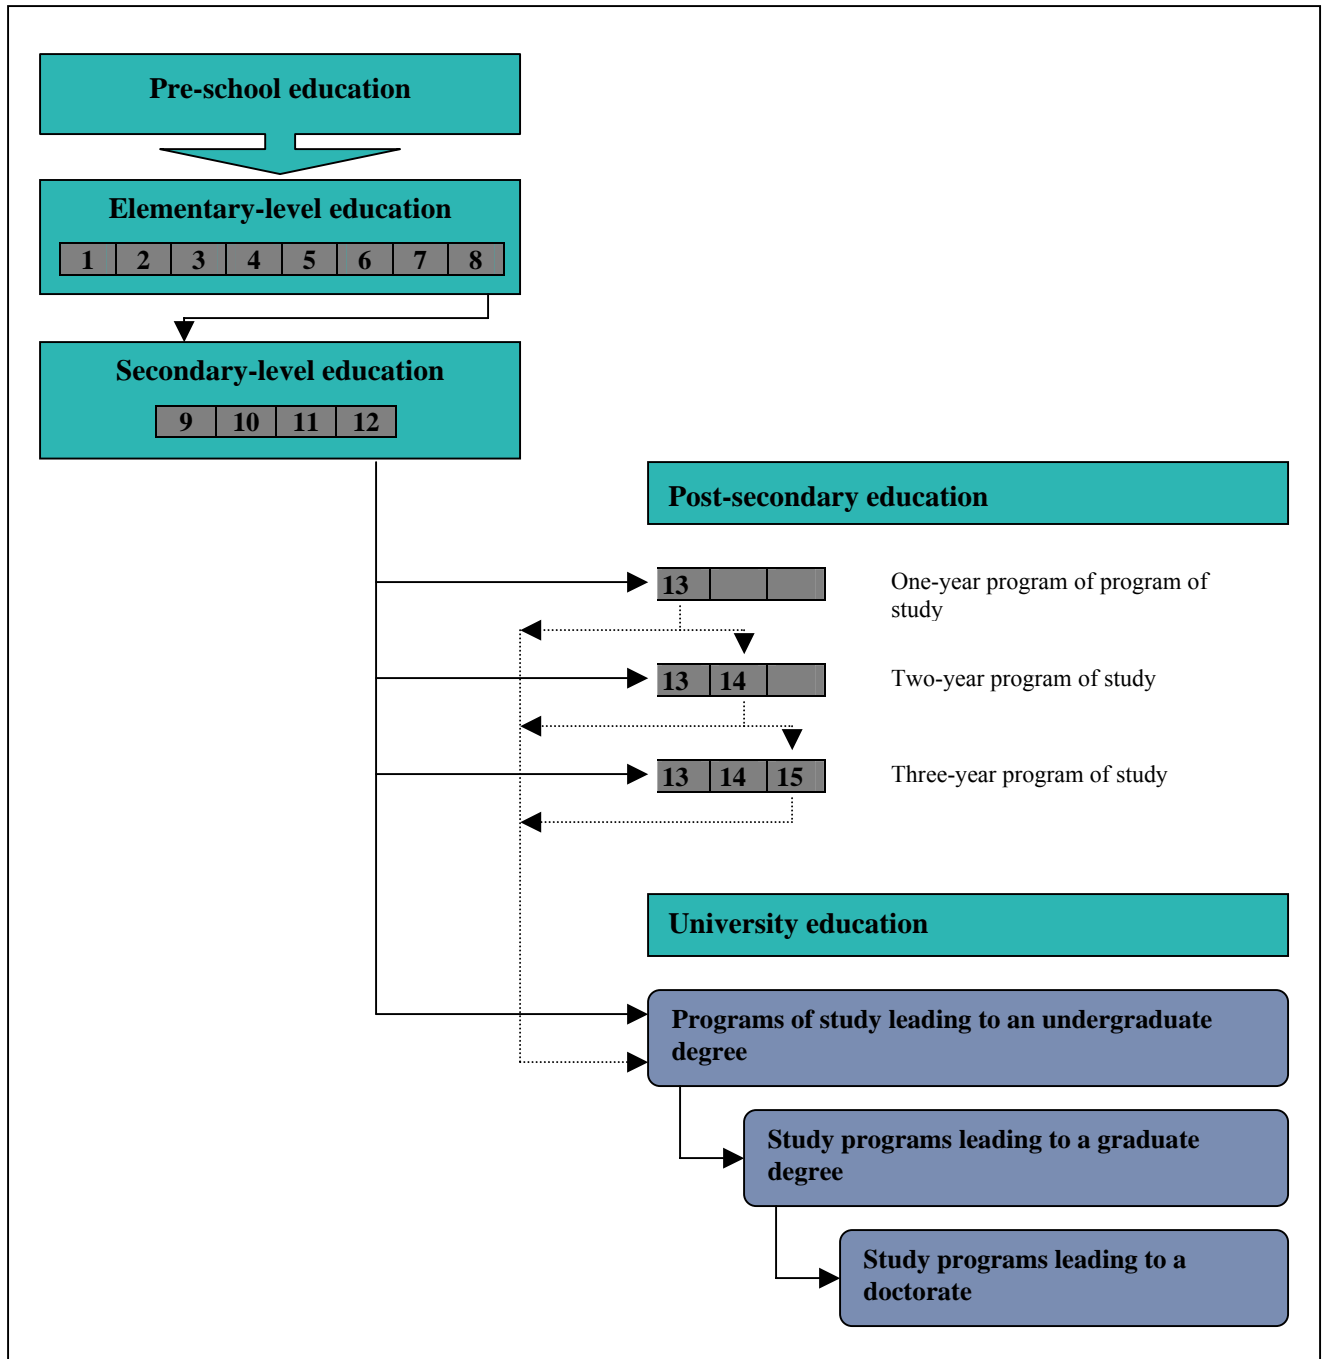 Pre-school education
Elementary-level education
1 2 3 4 5 6 7 8
Secondary-level education
9 10 11 12
Post-secondary education
13
One-year program of program of
study
13 14
Two-year program of study
13 14 15
Three-year program of study
University education
Programs of study leading to an undergraduate
degree
Study programs leading to a graduate
degree
Study programs leading to a
doctorate